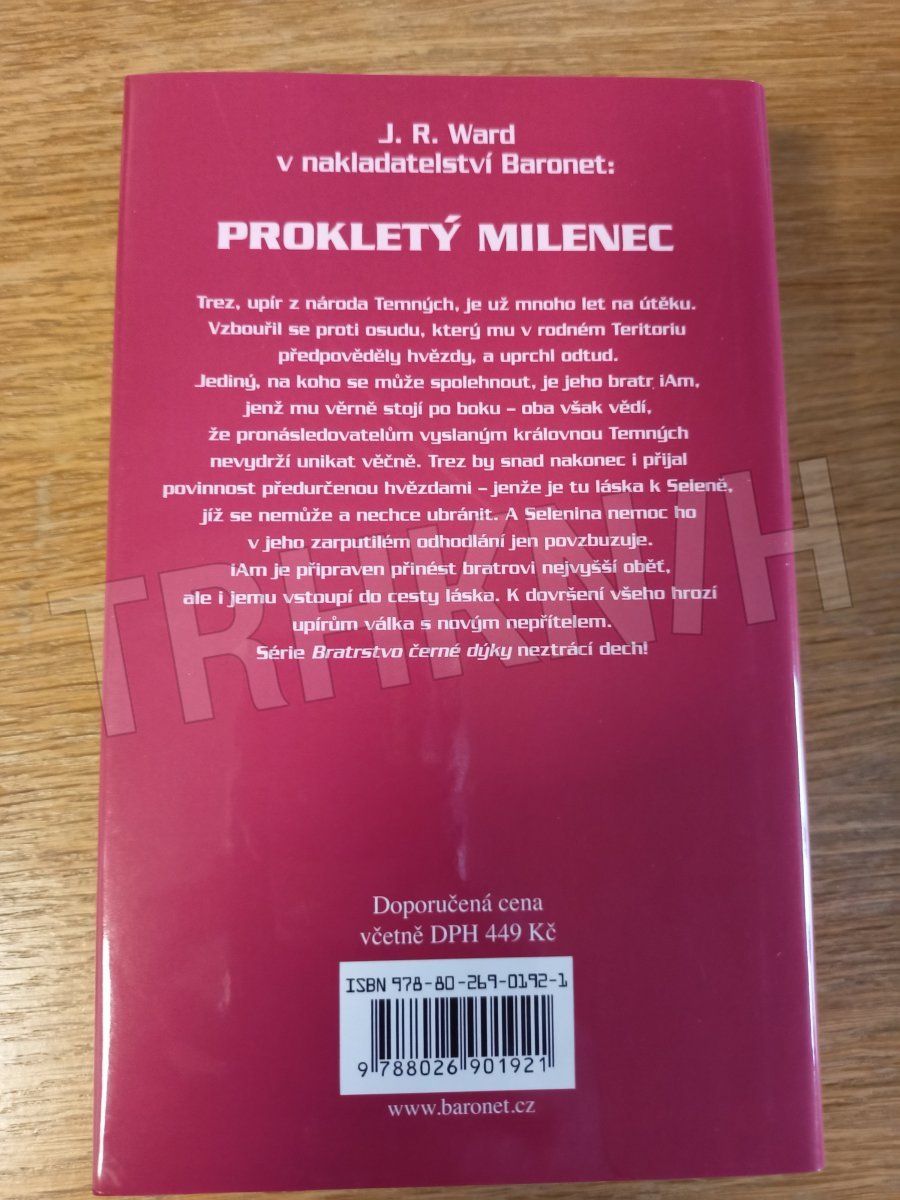 J. R. Ward
v nakladatelství Baronet:
PROKLETÝ MILENEC
Trez, upír z národa Temných, je už mnoho let na útěku.
Vzbouřil se proti osudu, který mu v rodném Teritoriu
předpověděly hvězdy, a uprchl odtud.
Jediný, na koho se může spolehnout, je jeho bratr iAm,
jenž mu věrně stojí po boku – oba však vědí,
že pronásledovatelům vyslaným královnou Temných
nevydrží unikat věčně. Trez by snad nakonec i přijal
povinnost předurčenou hvězdami – jenže je tu láska k Seleně,
jíž se nemůže a nechce ubránit. A Selenina nemoc ho
v jeho zarputilém odhodlání jen povzbuzuje.
iAm je připraven přinést bratrovi nejvyšší oběť,
ale i jemu vstoupí do cesty láska. K dovršení všeho hrozí
upírům válka s novým nepřítelem.
Série Bratrstvo černé dýky neztrácí dech!
TRHKNIH
Doporučená cena
včetně DPH 449 Kč
ISBN 978-80-269-0192-1
9 788026 901921
www.baronet.cz